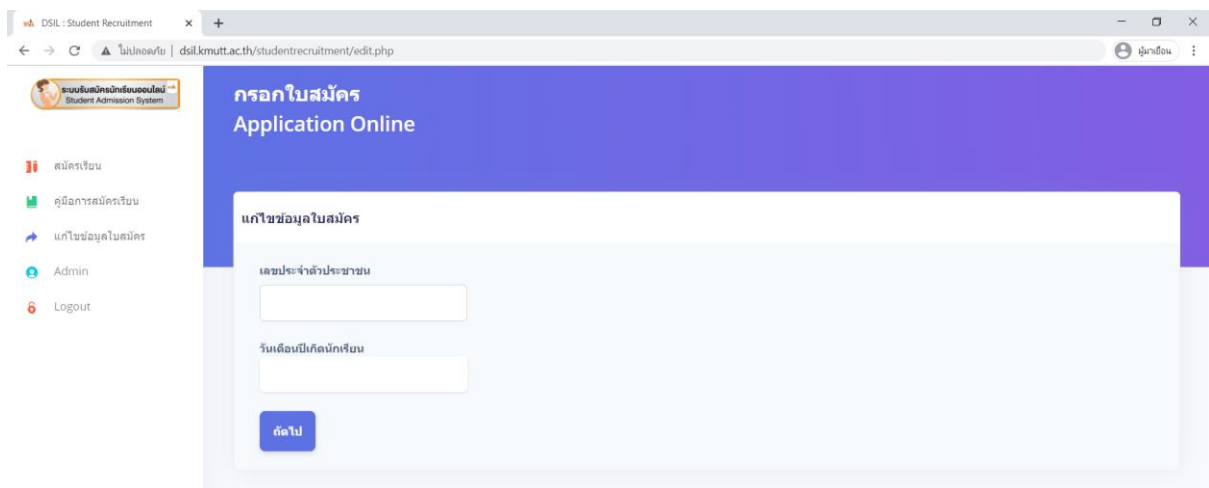 DSIL : Student Recruitment
ไม่ปลอดภัย | dsil.kmutt.ac.th/studentrecruitment/edit.php
ผู้มาเยือน
ระบบรับสมัครนักเรียนออนไลน์
Student Admission System
กรอกใบสมัคร
Application Online
สมัครเรียน
คู่มือการสมัครเรียน
แก้ไขข้อมูลใบสมัคร
Admin
Logout
แก้ไขข้อมูลใบสมัคร
เลขประจำตัวประชาชน
วันเดือนปีเกิดนักเรียน
ถัดไป